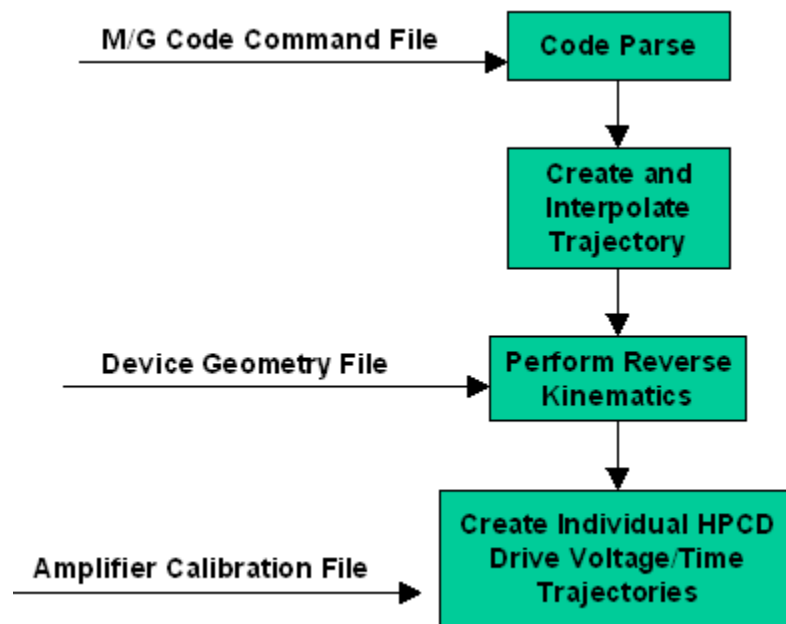 M/G Code Command File
Code Parse
Create and
Interpolate
Trajectory
Device Geometry File
Perform Reverse
Kinematics
Amplifier Calibration File
Create Individual HPCD
Drive Voltage/Time
Trajectories